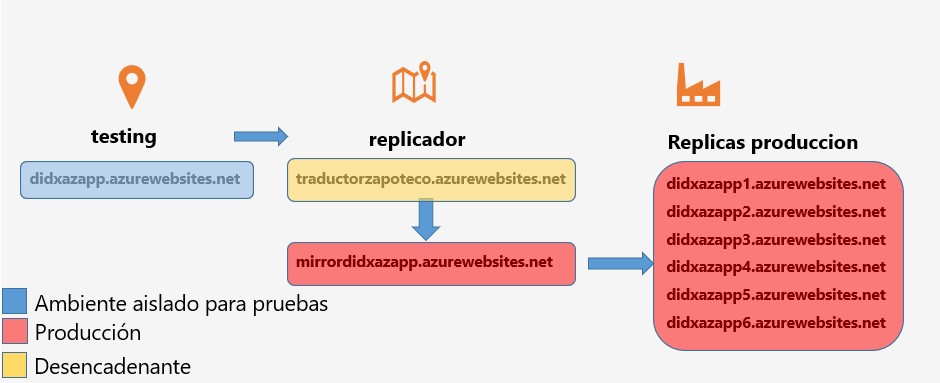 testing
didxazapp.azurewebsites.net
replicador
traductorzapoteco.azurewebsites.net
mirrordidxazapp.azurewebsites.net
Replicas produccion
didxazapp1.azurewebsites.net
didxazapp2.azurewebsites.net
didxazapp3.azurewebsites.net
didxazapp4.azurewebsites.net
didxazapp5.azurewebsites.net
didxazapp6.azurewebsites.net
Ambiente aislado para pruebas
Producción
Desencadenante